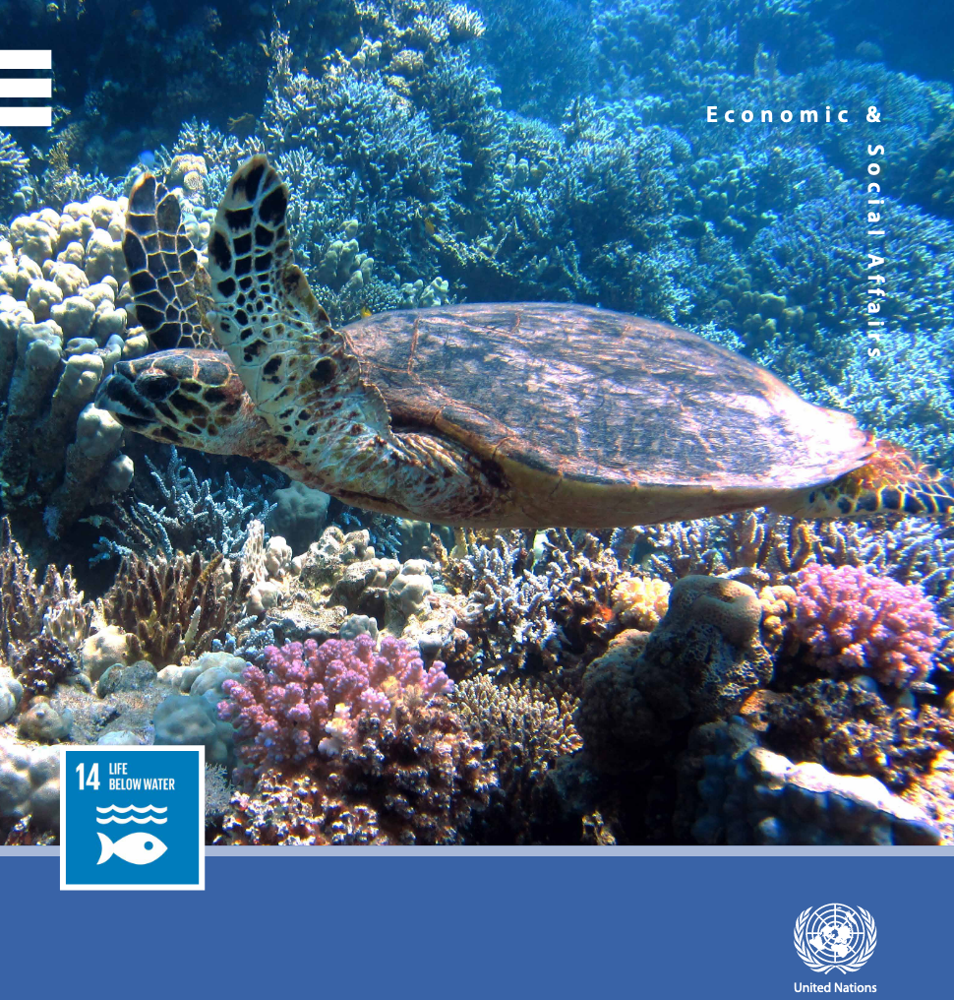 Economic &
Social Affairs
14 LIFE
BELOW WATER
United Nations